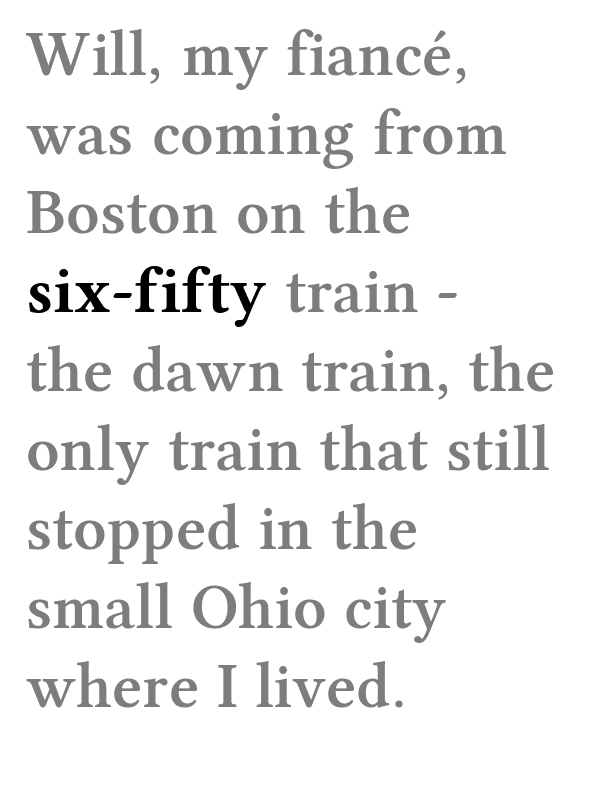 Will, my fiancé,
was coming from
Boston on the
six-fifty train -
the dawn train, the
only train that still
stopped in the
small Ohio city
where I lived.